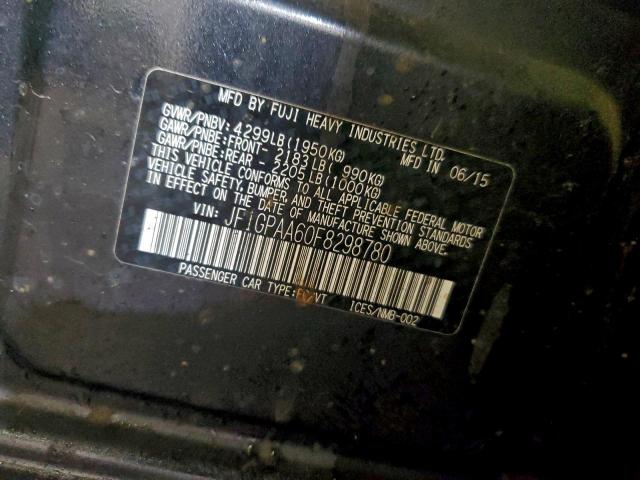 MFD BY FUJI HEAVY INDUSTRIES LTD.
GVWR/PNBV: 4299LB(1950KG) MFD IN 06/15
GAWR/PNBE:FRONT- 2183LB( 990KG)
GAWR/PNBE:REAR - 2205LB(1000KG)
THIS VEHICLE CONFORMS TO ALL APPLICABLE FEDERAL MOTOR
VEHICLE SAFETY, BUMPER, AND THEFT PREVENTION STANDARDS
IN EFFECT ON THE DATE OF MANUFACTURE SHOWN ABOVE.
VIN: JF1GPAA60F8298780
PASSENGER CAR TYPE: VT ICES/NMB-002